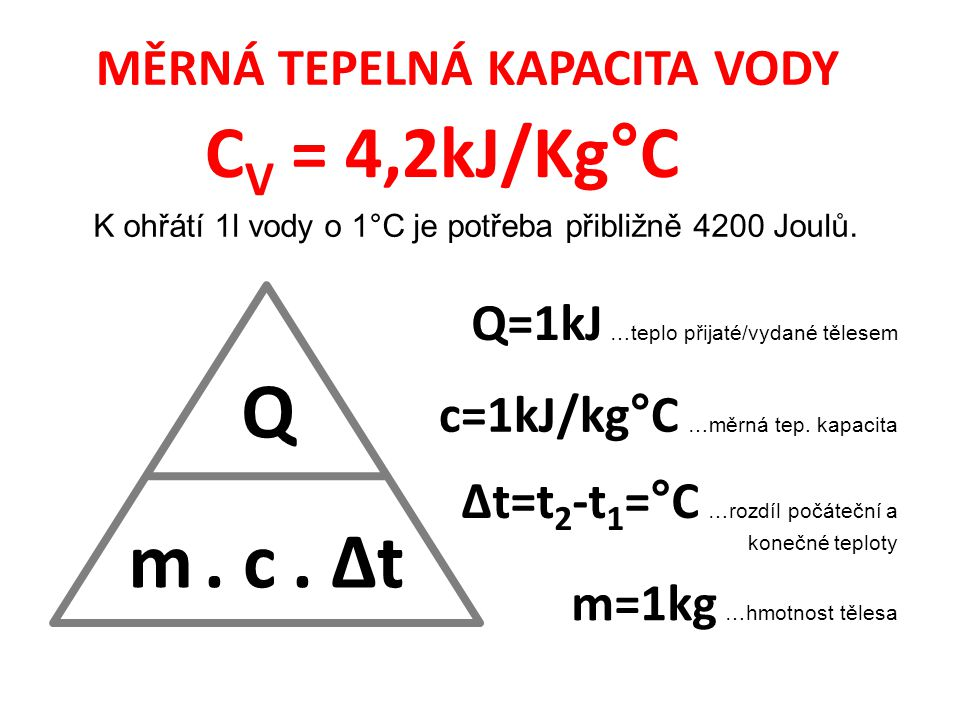 MĚRNÁ TEPELNÁ KAPACITA VODY
CV = 4,2kJ/Kg°C
K ohřátí 1l vody o 1°C je potřeba přibližně 4200 Joulů.
Q
m . c . Δt
Q=1kJ ...teplo přijaté/vydané tělesem
c=1kJ/kg°C ...měrná tep. kapacita
Δt=t2-t1=°C ...rozdíl počáteční a
konečné teploty
m=1kg ...hmotnost tělesa